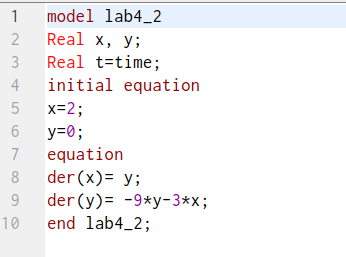 1 model lab4_2
2 Real x, y;
3 Real t=time;
4 initial equation
5 x=2;
6 y=0;
7 equation
8 der(x)= y;
9 der(y)= -9*y-3*x;
10 end lab4_2;